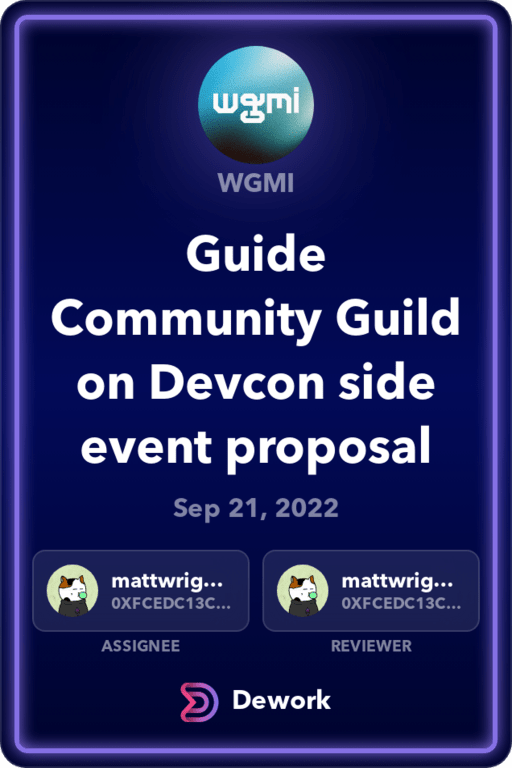 wgmi
WGMI
Guide
Community Guild
on Devcon side
event proposal
Sep 21, 2022
mattwrig...
0XFCEDC13C...
ASSIGNEE
mattwrig...
0XFCEDC13C...
REVIEWER
Dework